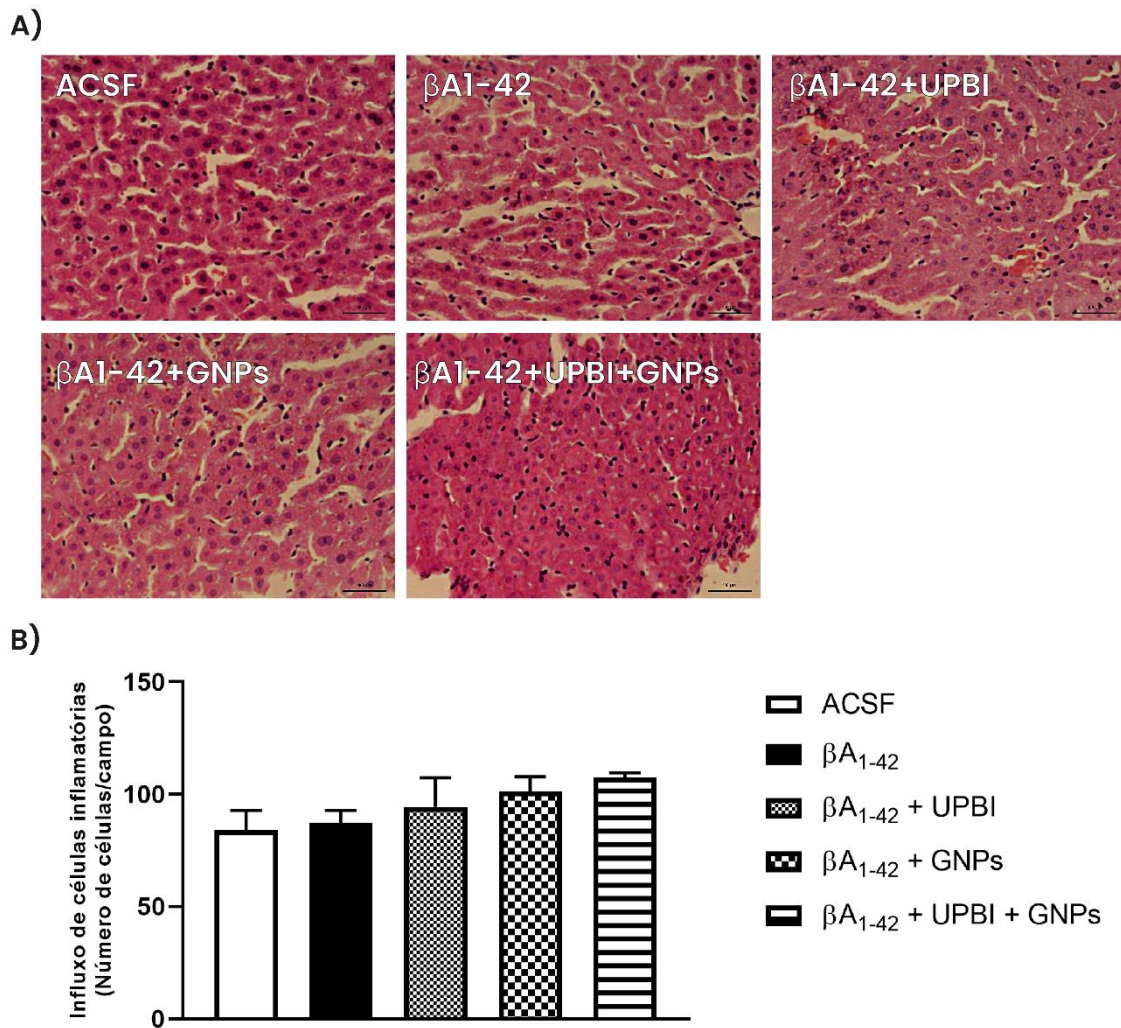 A)
ACSF
βA1-42
βA1-42+UPBI
βA1-42+GNPs
βA1-42+UPBI+GNPs
B)
Influxo de células inflamatórias
(Número de células/campo)
150
100
50
0
ACSF
βA₁₋₄₂
βA₁₋₄₂ + UPBI
βA₁₋₄₂ + GNPs
βA₁₋₄₂ + UPBI + GNPs